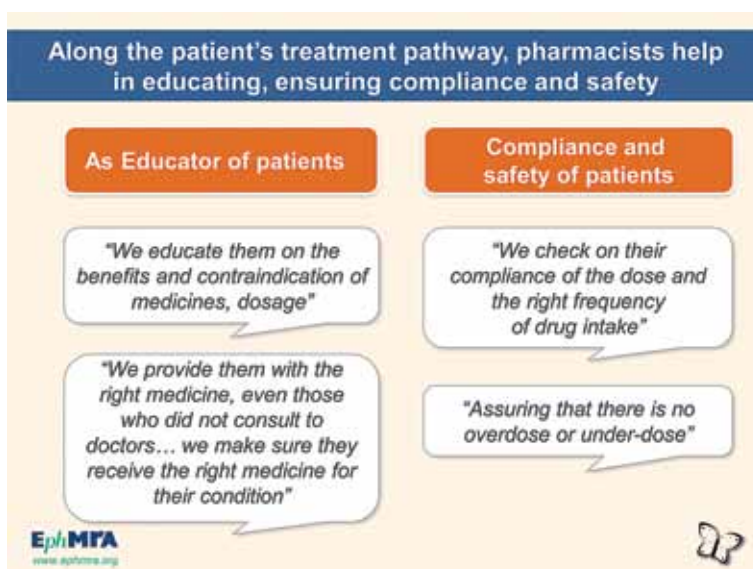 Along the patient's treatment pathway, pharmacists help
in educating, ensuring compliance and safety
As Educator of patients
"We educate them on the
benefits and contraindication of
medicines, dosage"
"We provide them with the
right medicine, even those
who did not consult to
doctors... we make sure they
receive the right medicine for
their condition"
Compliance and
safety of patients
"We check on their
compliance of the dose and
the right frequency
of drug intake"
"Assuring that there is no
overdose or under-dose"
EphMRA
www.ephmra.org